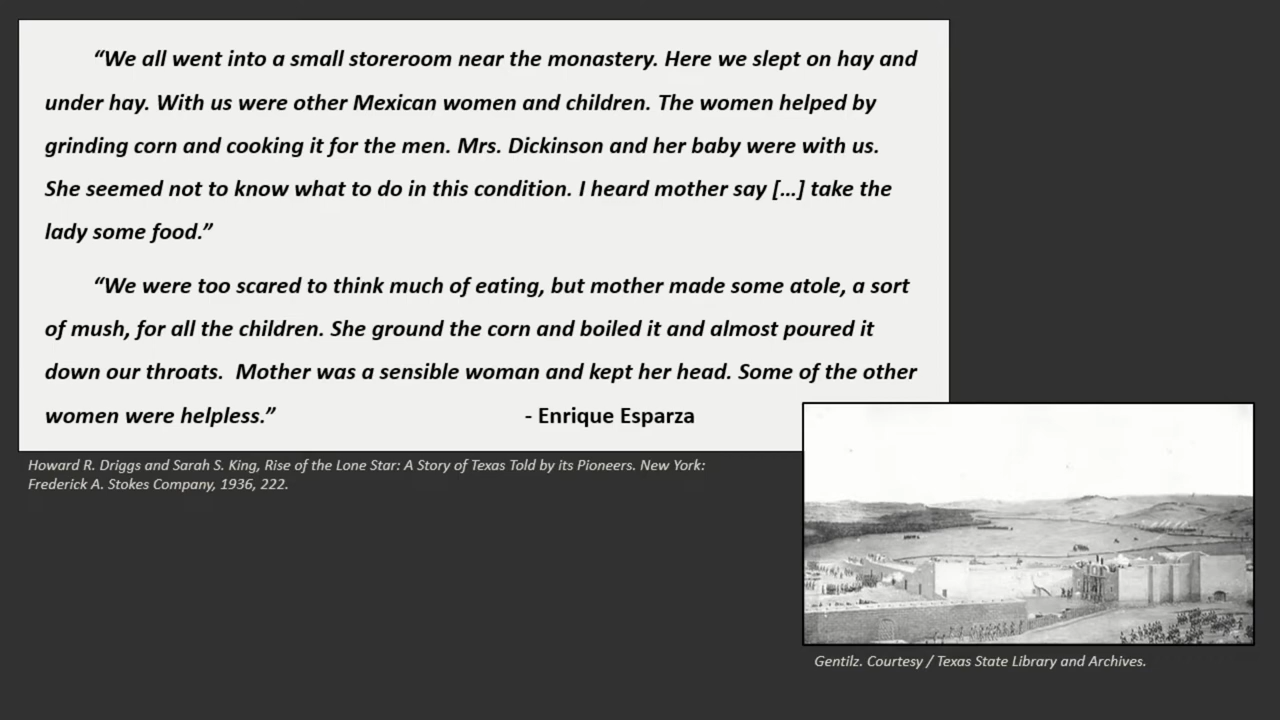 “We all went into a small storeroom near the monastery. Here we slept on hay and
under hay. With us were other Mexican women and children. The women helped by
grinding corn and cooking it for the men. Mrs. Dickinson and her baby were with us.
She seemed not to know what to do in this condition. I heard mother say [...] take the
lady some food.”
“We were too scared to think much of eating, but mother made some atole, a sort
of mush, for all the children. She ground the corn and boiled it and almost poured it
down our throats.  Mother was a sensible woman and kept her head. Some of the other
women were helpless.” - Enrique Esparza
Howard R. Driggs and Sarah S. King, Rise of the Lone Star: A Story of Texas Told by its Pioneers. New York:
Frederick A. Stokes Company, 1936, 222.
Gentilz. Courtesy / Texas State Library and Archives.